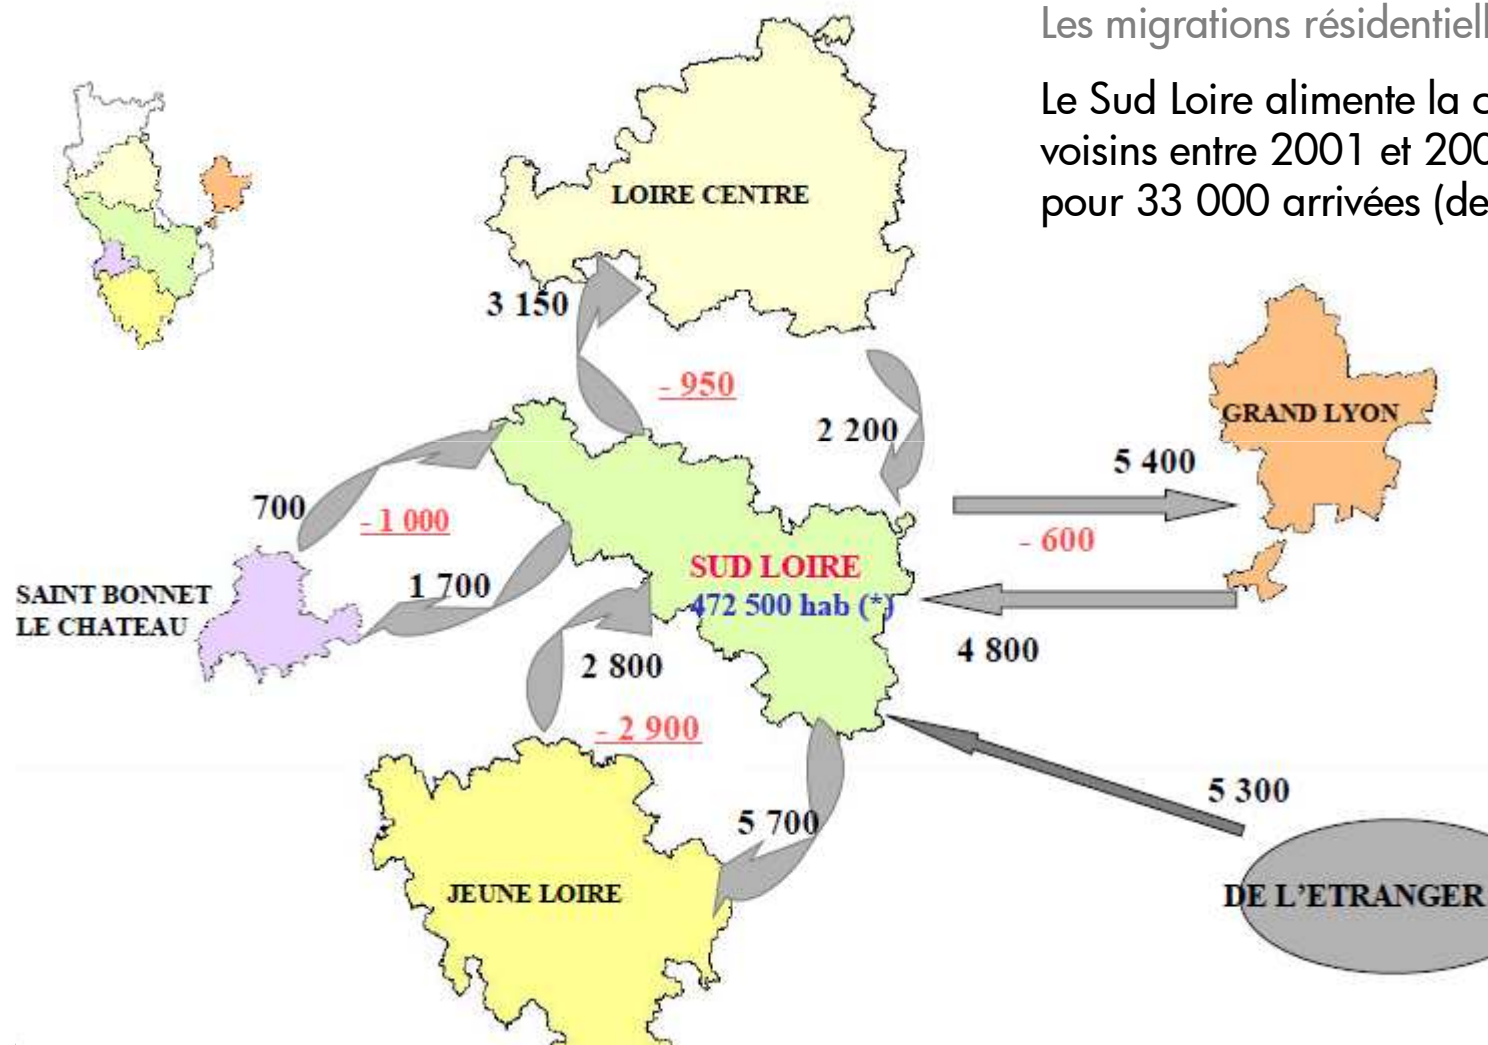 Les migrations résidentiell
Le Sud Loire alimente la
voisins entre 2001 et 200
pour 33 000 arrivées (de
LOIRE CENTRE
3 150
- 950
2 200
GRAND LYON
5 400
- 600
4 800
700
- 1 000
1 700
SAINT BONNET
LE CHATEAU
SUD LOIRE
472 500 hab (*)
2 800
- 2 900
5 700
JEUNE LOIRE
5 300
DE L'ETRANGER